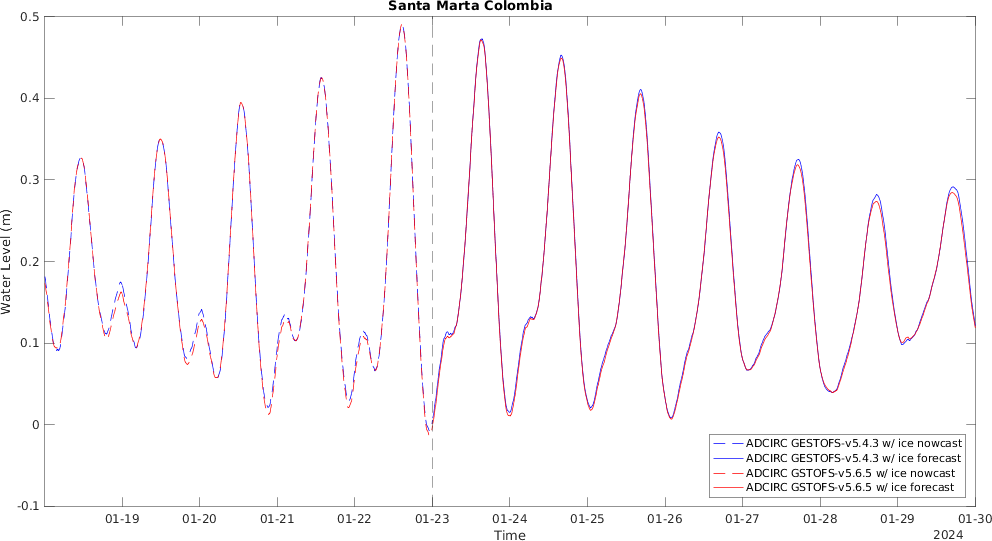 Santa Marta Colombia
0.5
0.4
0.3
0.2
0.1
0
-0.1
Water Level (m)
01-19 01-20 01-21 01-22 01-23 01-24 01-25 01-26 01-27 01-28 01-29 01-30
Time
2024
ADCIRC GESTOFS-v5.4.3 w/ ice nowcast
ADCIRC GESTOFS-v5.4.3 w/ ice forecast
ADCIRC GSTOFS-v5.6.5 w/ ice nowcast
ADCIRC GSTOFS-v5.6.5 w/ ice forecast